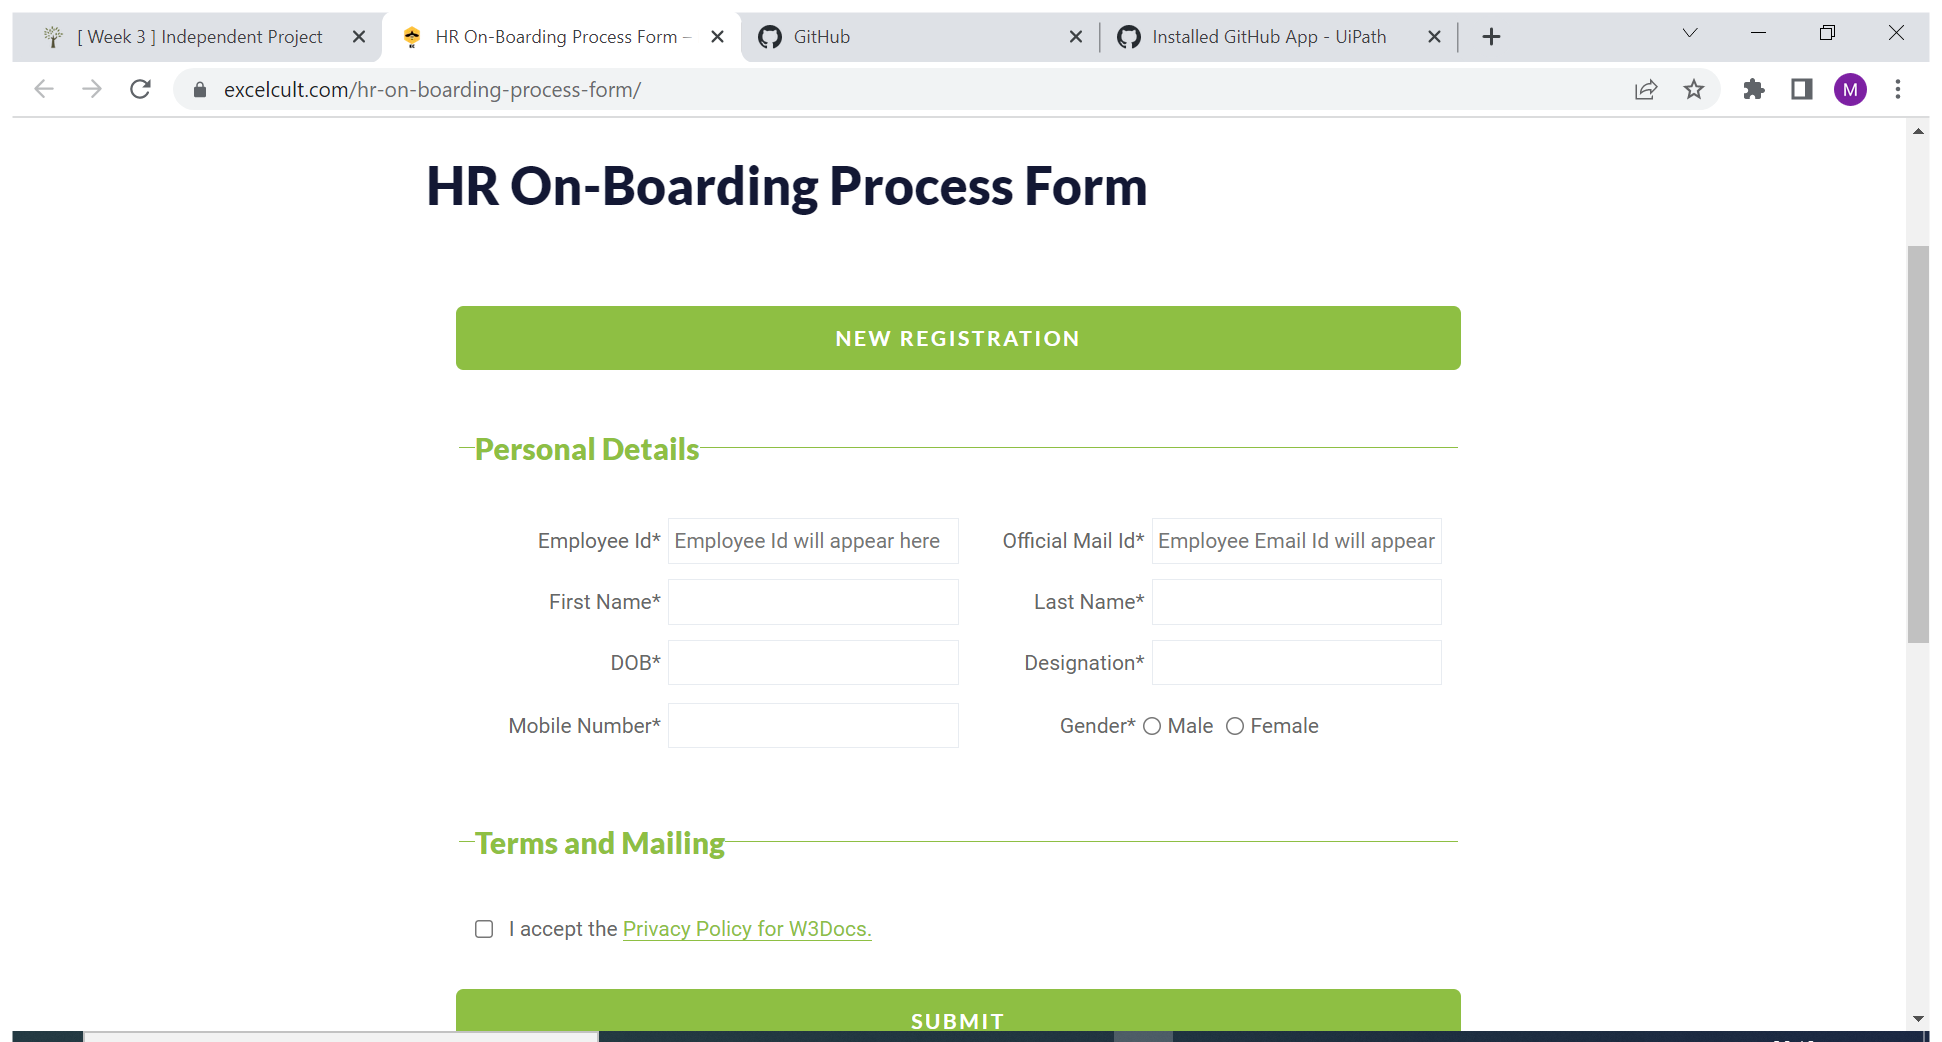 [ Week 3 ] Independent Project
HR On-Boarding Process Form –
GitHub
Installed GitHub App - UiPath
excelcult.com/hr-on-boarding-process-form/
M
HR On-Boarding Process Form
NEW REGISTRATION
Personal Details
Employee Id* Employee Id will appear here Official Mail Id* Employee Email Id will appear
First Name* Last Name*
DOB* Designation*
Mobile Number* Gender* Male Female
Terms and Mailing
I accept the Privacy Policy for W3Docs.
SUBMIT